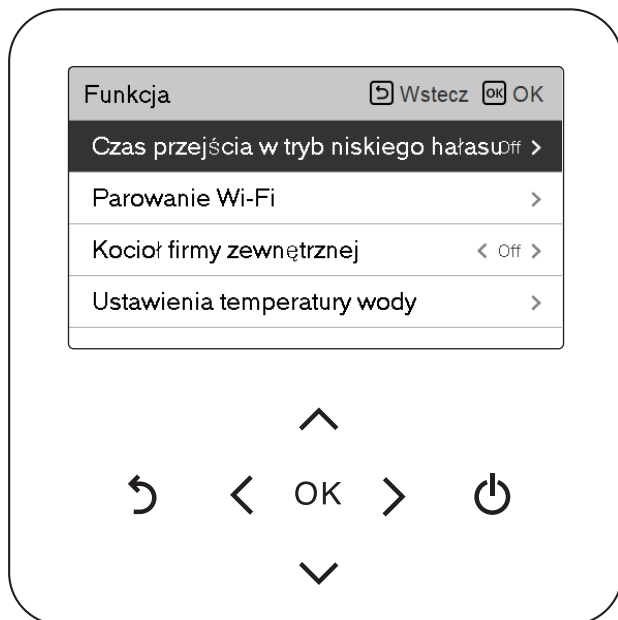 Funkcja Wstecz OK OK
Czas przejścia w tryb niskiego hałasu Off >
Parowanie Wi-Fi >
Kocioł firmy zewnętrznej < Off >
Ustawienia temperatury wody >
OK